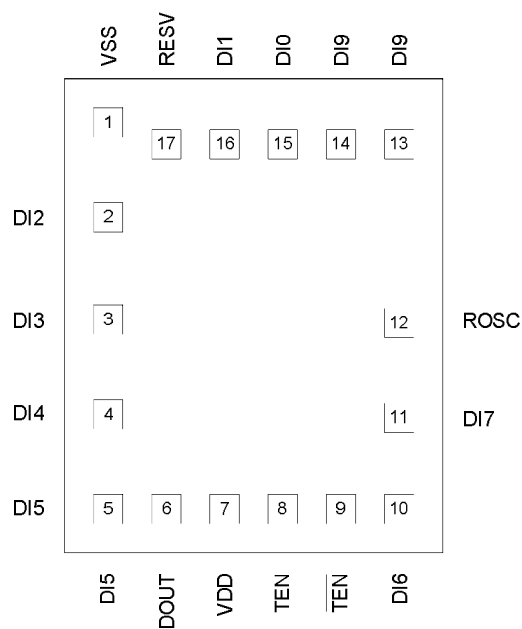 VSS RESV DI1 DI0 DI9 DI9
1
17 16 15 14 13
DI2 2
DI3 3 12 ROSC
DI4 4 11 DI7
DI5 5 6 7 8 9 10
DI5 DOUT VDD TEN T̅E̅N̅ DI6